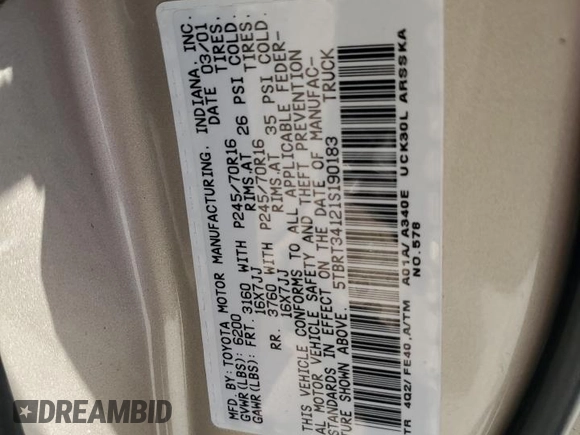 MFD. BY: TOYOTA MOTOR MANUFACTURING, INDIANA, INC.
GVWR(LBS): 6200 DATE 03/01
GAWR(LBS): FRT. 3160 WITH P245/70R16 TIRES,
16X7JJ RIMS.AT 26 PSI COLD.
RR. 3760 WITH P245/70R16 TIRES,
16X7JJ RIMS.AT 35 PSI COLD.
THIS VEHICLE CONFORMS TO ALL APPLICABLE FEDER-
AL MOTOR VEHICLE SAFETY AND THEFT PREVENTION
STANDARDS IN EFFECT ON THE DATE OF MANUFAC-
TURE SHOWN ABOVE. TRUCK
5TBRT34121S190183
TR 4Q2/ FE40 .A/TM A01A/ A340E UCK30L ARSSKA
NO.578
DREAMBID